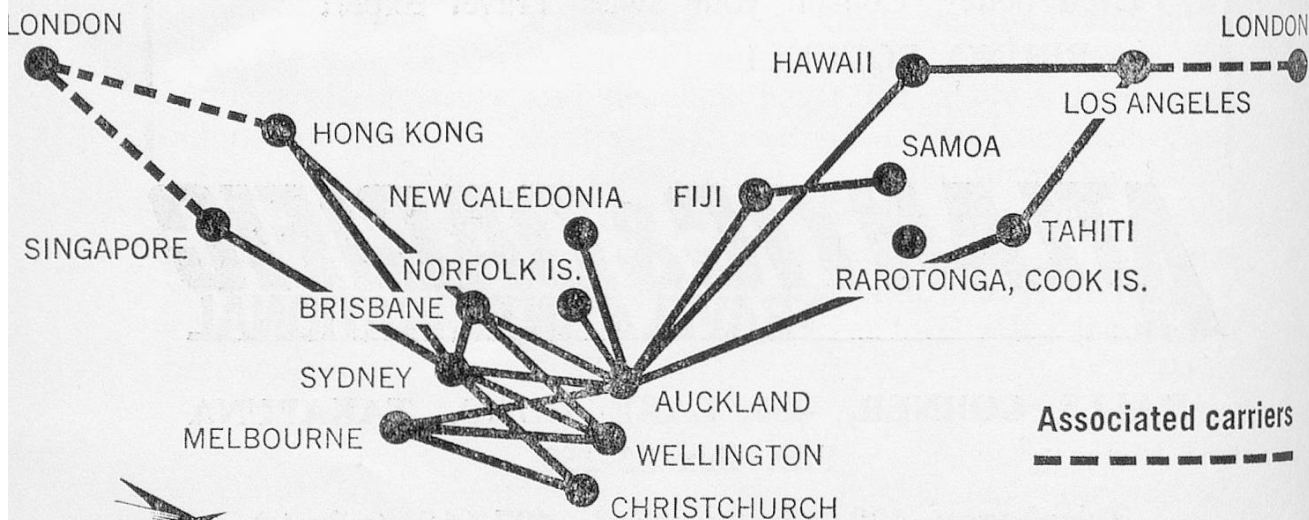 LONDON
LONDON
HAWAII
LOS ANGELES
HONG KONG
SAMOA
NEW CALEDONIA
FIJI
SINGAPORE
TAHITI
NORFOLK IS.
RAROTONGA, COOK IS.
BRISBANE
SYDNEY
AUCKLAND
Associated carriers
MELBOURNE
WELLINGTON
CHRISTCHURCH